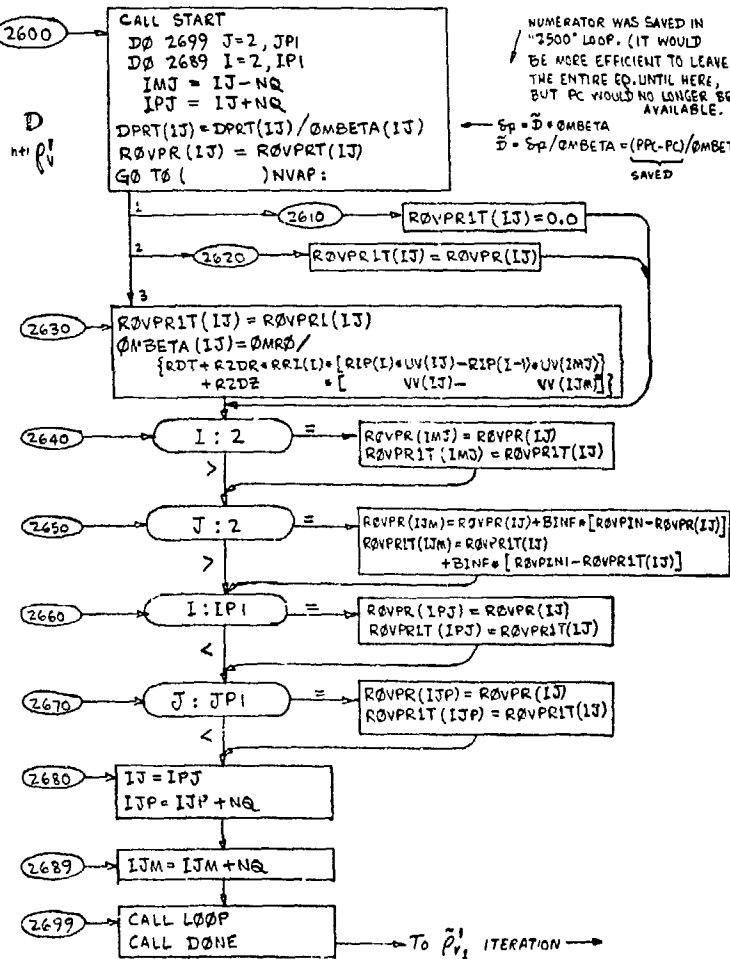 2600
CALL START
DØ 2699 J=2, JP1
DØ 2689 I=2, IP1
IMJ = IJ-NQ
IPJ = IJ+NQ
DPRT(IJ)=DPRT(IJ)/ØMBETA(IJ)
RØVPR(IJ) = RØVPRT(IJ)
GO TØ ( )NVAP:
NUMERATOR WAS SAVED IN
"2500" LOOP. (IT WOULD
BE MORE EFFICIENT TO LEAVE
THE ENTIRE EQ. UNTIL HERE,
BUT PC WOULD NO LONGER BE
AVAILABLE.
δp = D̃ * ØMBETA
D̃ = δp/ØMBETA = (PPC-PC)/ØMBET
SAVED
D
n+1 ρ'v
1
2610
RØVPR1T(IJ)=0.0
2
2620
RØVPR1T(IJ) = RØVPR(IJ)
3
2630
RØVPR1T(IJ) = RØVPR1(IJ)
ØMBETA(IJ)=ØMRØ/
{RDT+RZDR*RRI(I)*[RIP(I)*UV(IJ)-RIP(I-1)*UV(IMJ)]
+RZDZ *[ VV(IJ)- VV(IJM)]}
2640
I : 2
=
RØVPR(IMJ) = RØVPR(IJ)
RØVPR1T(IMJ) = RØVPR1T(IJ)
>
2650
J : 2
=
RØVPR(IJM)=RØVPR(IJ)+BINF*[RØVPIN-RØVPR(IJ)]
RØVPR1T(IJM)=RØVPR1T(IJ)
+BINF*[RØVPIN1-RØVPR1T(IJ)]
>
2660
I : IP1
=
RØVPR(IPJ) = RØVPR(IJ)
RØVPR1T(IPJ) = RØVPR1T(IJ)
<
2670
J : JP1
=
RØVPR(IJP) = RØVPR(IJ)
RØVPR1T(IJP) = RØVPR1T(IJ)
<
2680
IJ = IPJ
IJP = IJP + NQ
2689
IJM = IJM + NQ
2699
CALL LØØP
CALL DØNE
TO ρ̃'v1 ITERATION